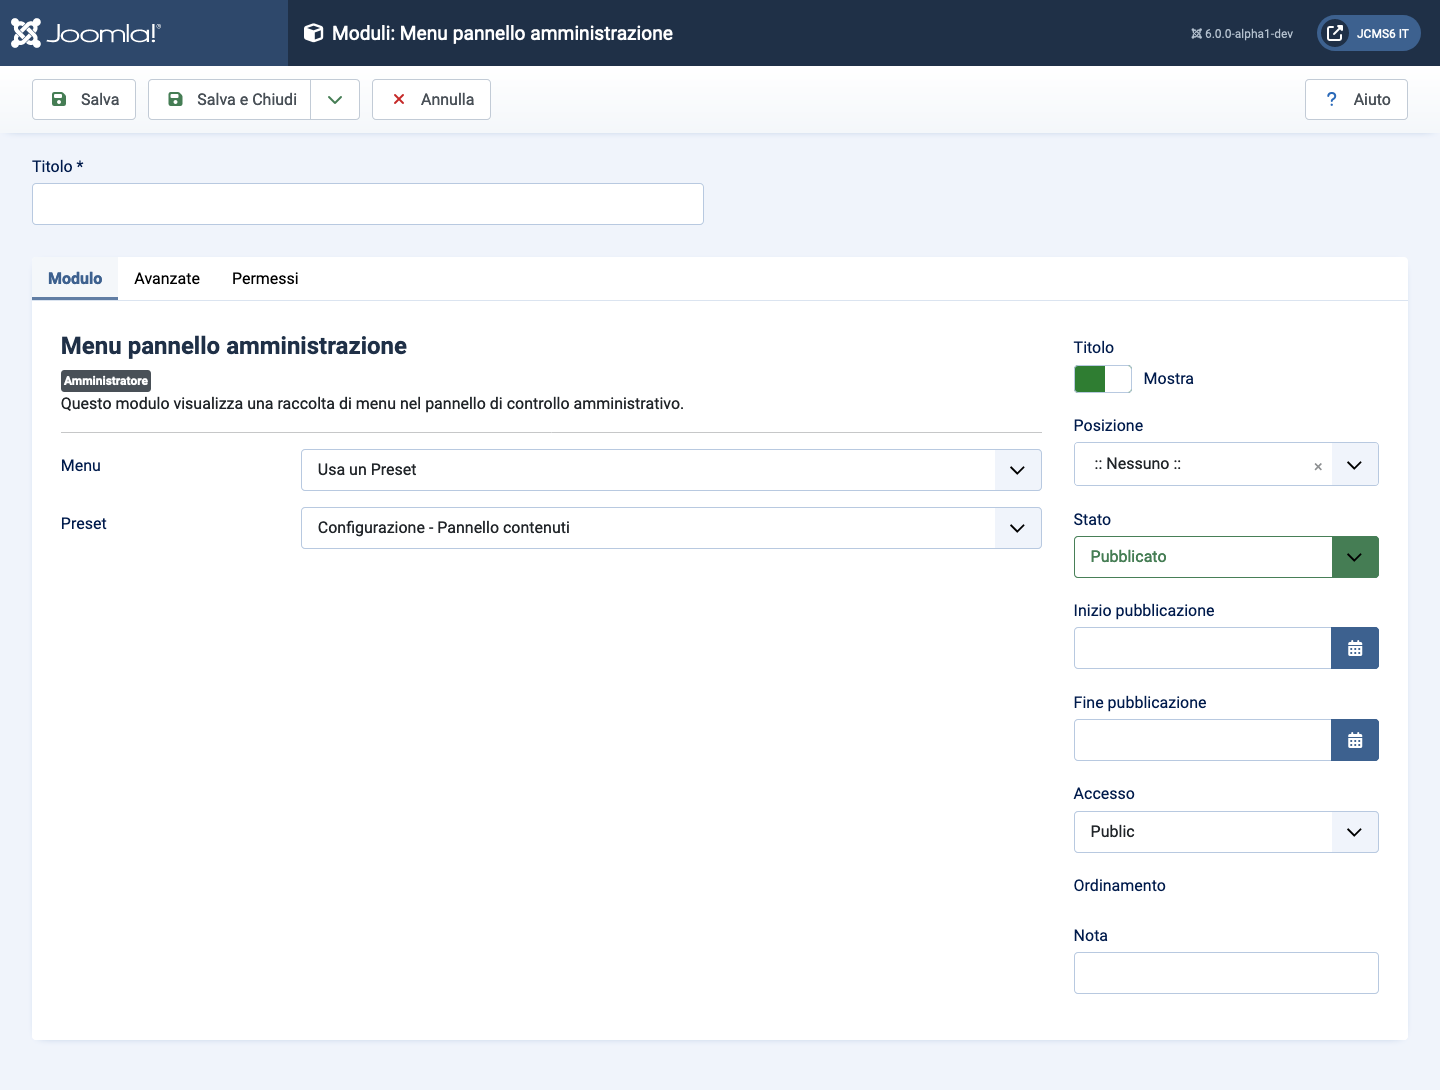 Joomla!®
Moduli: Menu pannello amministrazione
6.0.0-alpha1-dev
JCMS6 IT
Salva
Salva e Chiudi
Annulla
? Aiuto
Titolo *
Modulo
Avanzate
Permessi
Menu pannello amministrazione
Amministratore
Questo modulo visualizza una raccolta di menu nel pannello di controllo amministrativo.
Menu
Usa un Preset
Preset
Configurazione - Pannello contenuti
Titolo
Mostra
Posizione
:: Nessuno ::
×
Stato
Pubblicato
Inizio pubblicazione
Fine pubblicazione
Accesso
Public
Ordinamento
Nota